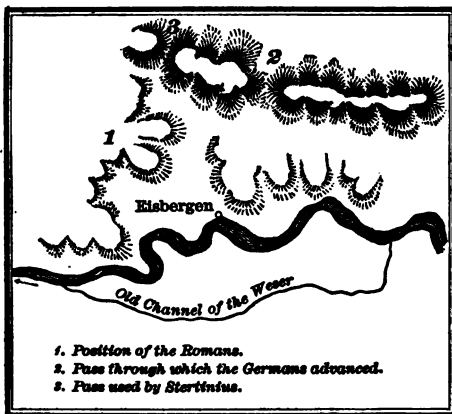 3
2
1
Eisbergen
Old Channel of the Weser
1. Position of the Romans.
2. Pass through which the Germans advanced.
3. Pass used by Stertinius.